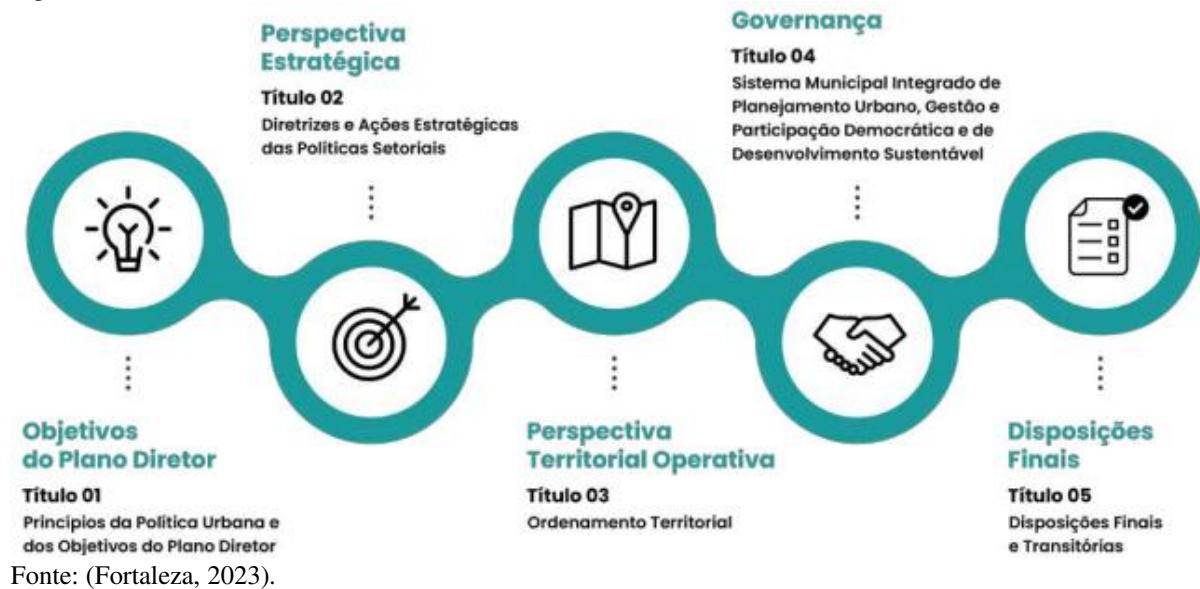 Perspectiva
Estratégica
Título 02
Diretrizes e Ações Estratégicas
das Políticas Setoriais
Governança
Título 04
Sistema Municipal Integrado de
Planejamento Urbano, Gestão e
Participação Democrática e de
Desenvolvimento Sustentável
Objetivos
do Plano Diretor
Título 01
Princípios da Política Urbana e
dos Objetivos do Plano Diretor
Perspectiva
Territorial Operativa
Título 03
Ordenamento Territorial
Disposições
Finais
Título 05
Disposições Finais
e Transitórias
Fonte: (Fortaleza, 2023).